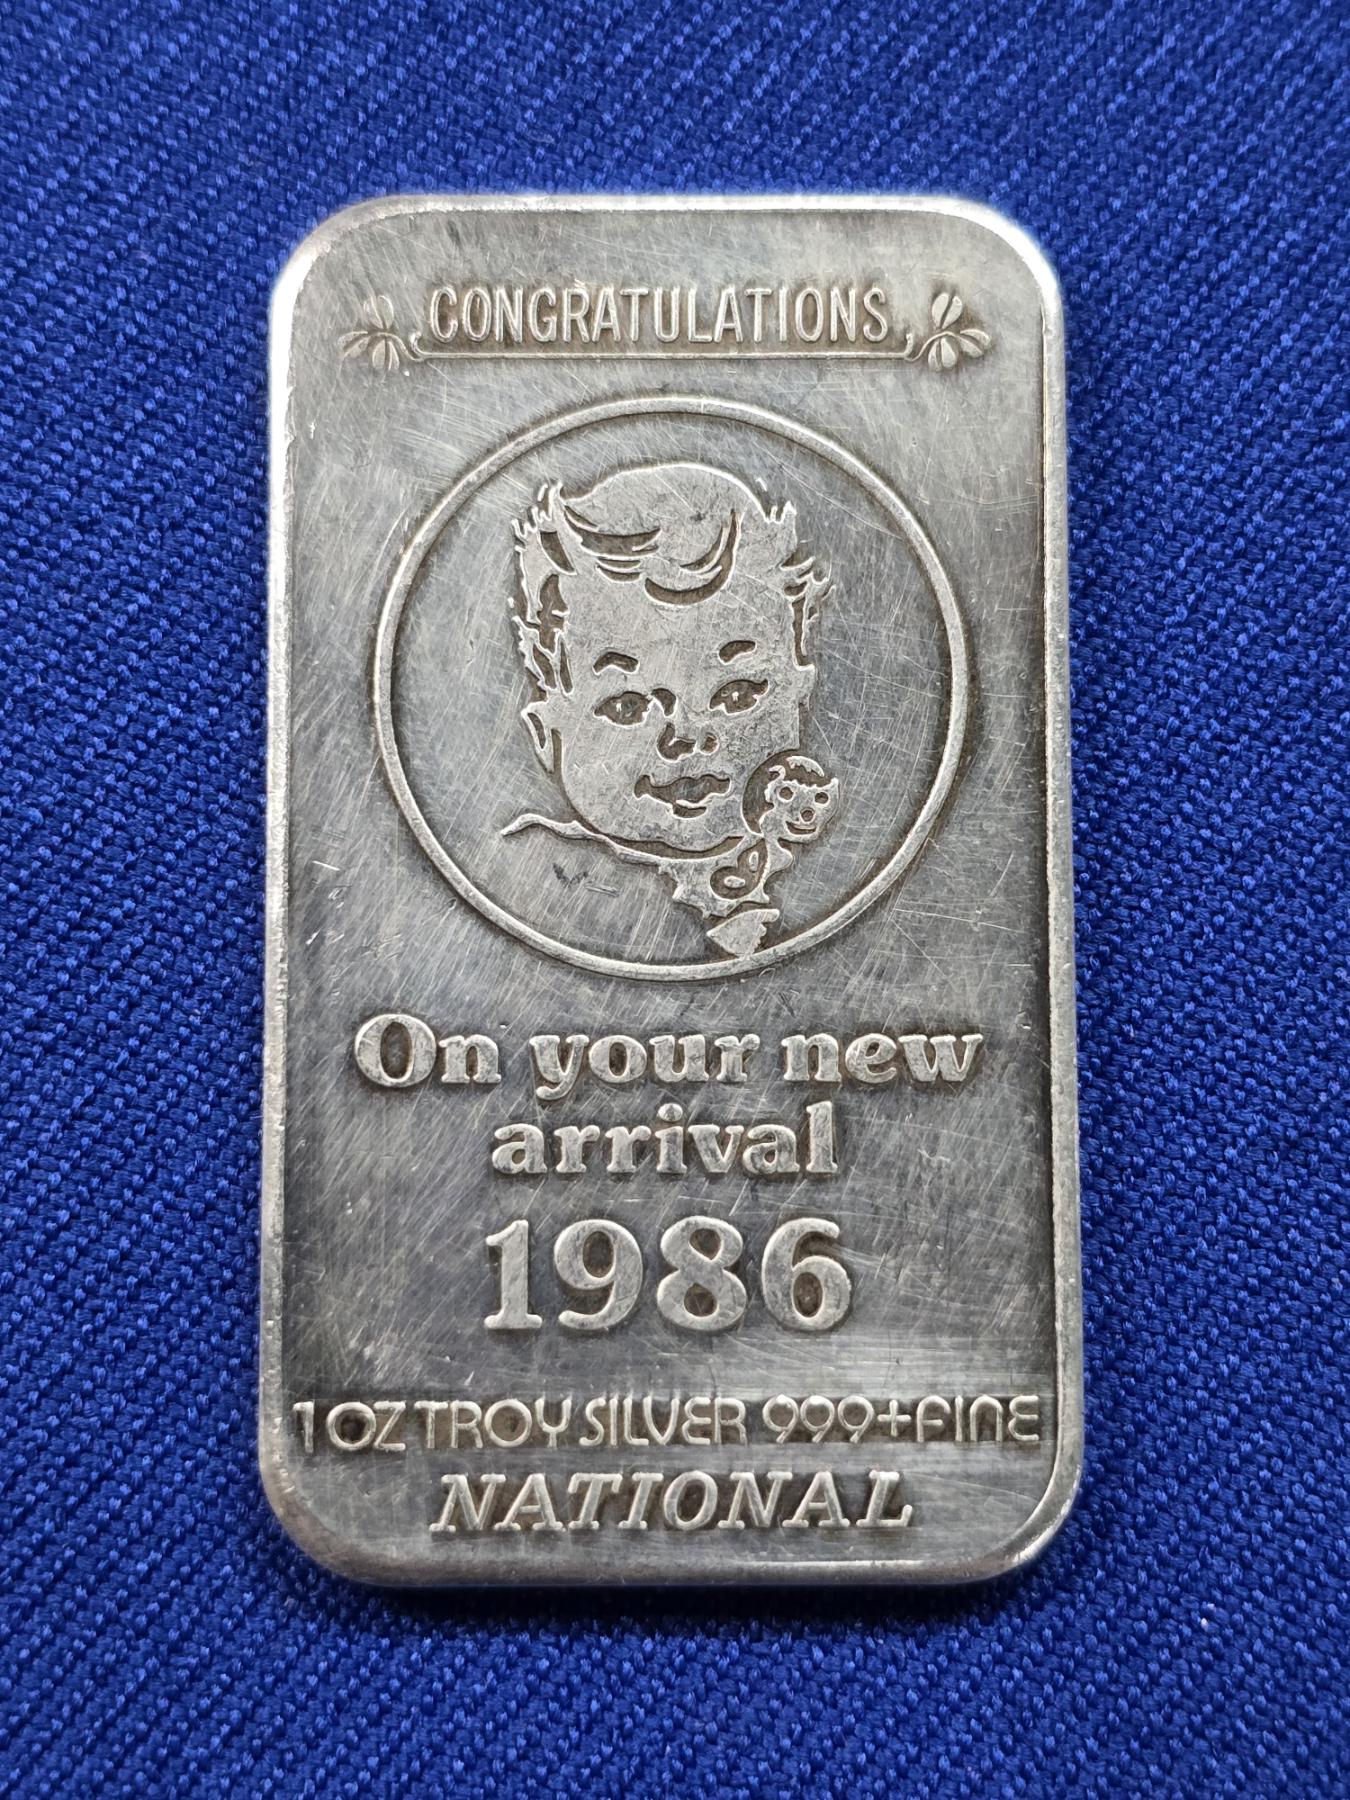 CONGRATULATIONS
On your new
arrival
1986
1 OZ TROY SILVER 999+FINE
NATIONAL